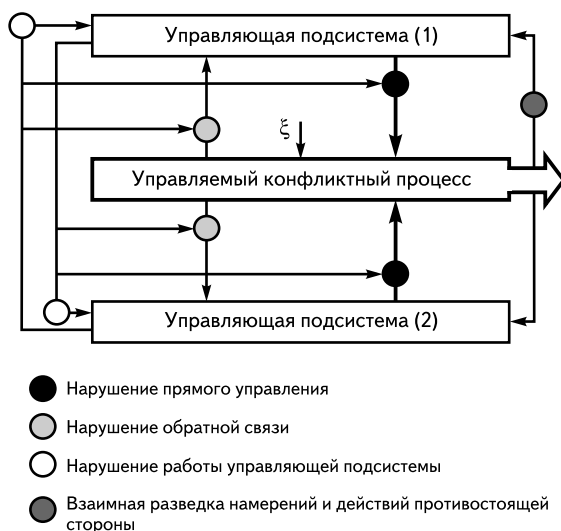 Управляющая подсистема (1)
ξ
Управляемый конфликтный процесс
Управляющая подсистема (2)
Нарушение прямого управления
Нарушение обратной связи
Нарушение работы управляющей подсистемы
Взаимная разведка намерений и действий противостоящей
стороны